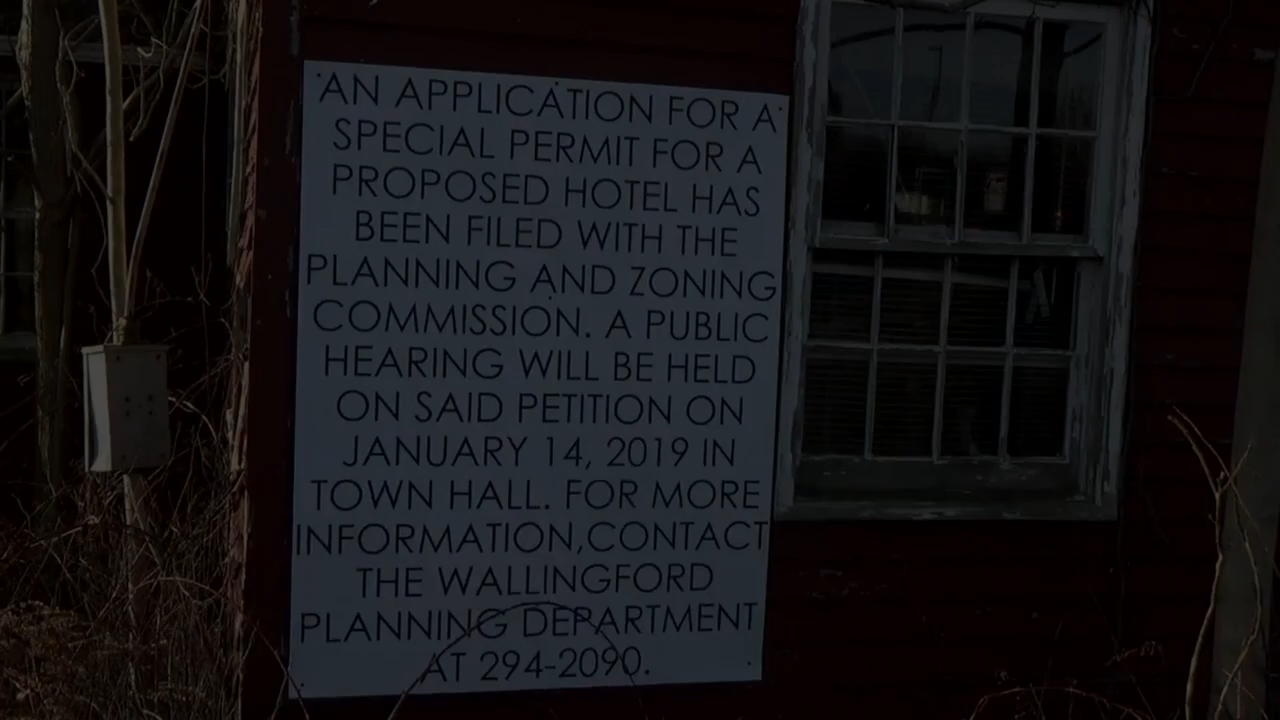 AN APPLICATION FOR A
SPECIAL PERMIT FOR A
PROPOSED HOTEL HAS
BEEN FILED WITH THE
PLANNING AND ZONING
COMMISSION. A PUBLIC
HEARING WILL BE HELD
ON SAID PETITION ON
JANUARY 14, 2019 IN
TOWN HALL. FOR MORE
INFORMATION,CONTACT
THE WALLINGFORD
PLANNING DEPARTMENT
AT 294-2090.